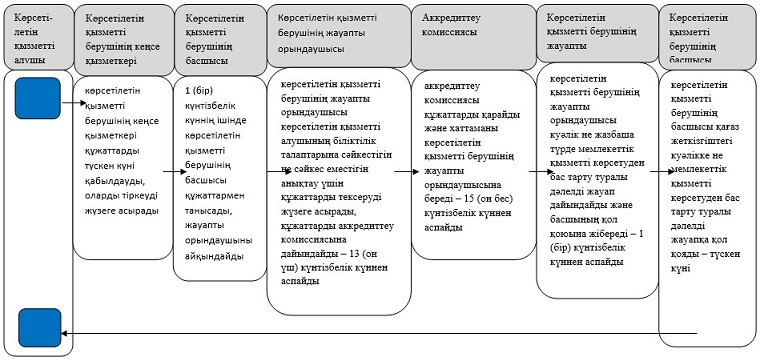 Көрсеті-
летін
қызметті
алушы
Көрсетілетін
қызметті
берушінің кеңсе
қызметкері
Көрсетілетін
қызметті
берушінің
басшысы
Көрсетілетін қызметті
берушінің жауапты
орындаушысы
Аккредиттеу
комиссиясы
Көрсетілетін
қызметті берушінің
жауапты
Көрсетілетін
қызметті
берушінің
басшысы
көрсетілетін
қызметті
берушінің кеңсе
қызметкері
құжаттарды
түскен күні
қабылдауды,
оларды тіркеуді
жүзеге асырады
1 (бір)
күнтізбелік
күннің ішінде
көрсетілетін
қызметті
берушінің
басшысы
құжаттармен
танысады,
жауапты
орындаушыны
айқындайды
көрсетілетін қызметті
берушінің жауапты
орындаушысы
көрсетілетін қызметті
алушының біліктілік
талаптарына сәйкестігін
не сәйкес еместігін
анықтау үшін
құжаттарды тексеруді
жүзеге асырады,
құжаттарды аккредиттеу
комиссиясына
дайындайды – 13 (он
үш) күнтізбелік күннен
аспайды
аккредиттеу
комиссиясы
құжаттарды қарайды
және хаттаманы
көрсетілетін
қызметті берушінің
жауапты
орындаушысына
береді – 15 (он бес)
күнтізбелік күннен
аспайды
көрсетілетін
қызметті берушінің
жауапты
орындаушысы
куәлік не жазбаша
түрде мемлекеттік
қызметті көрсетуден
бас тарту туралы
дәлелді жауап
дайындайды және
басшының қол
қоюына жібереді – 1
(бір) күнтізбелік
күннен аспайды
көрсетілетін
қызметті
берушінің
басшысы қағаз
жеткізгіштегі
куәлікке не
мемлекеттік
қызметті
көрсетуден бас
тарту туралы
дәлелді
жауапқа қол
қояды – түскен
күні